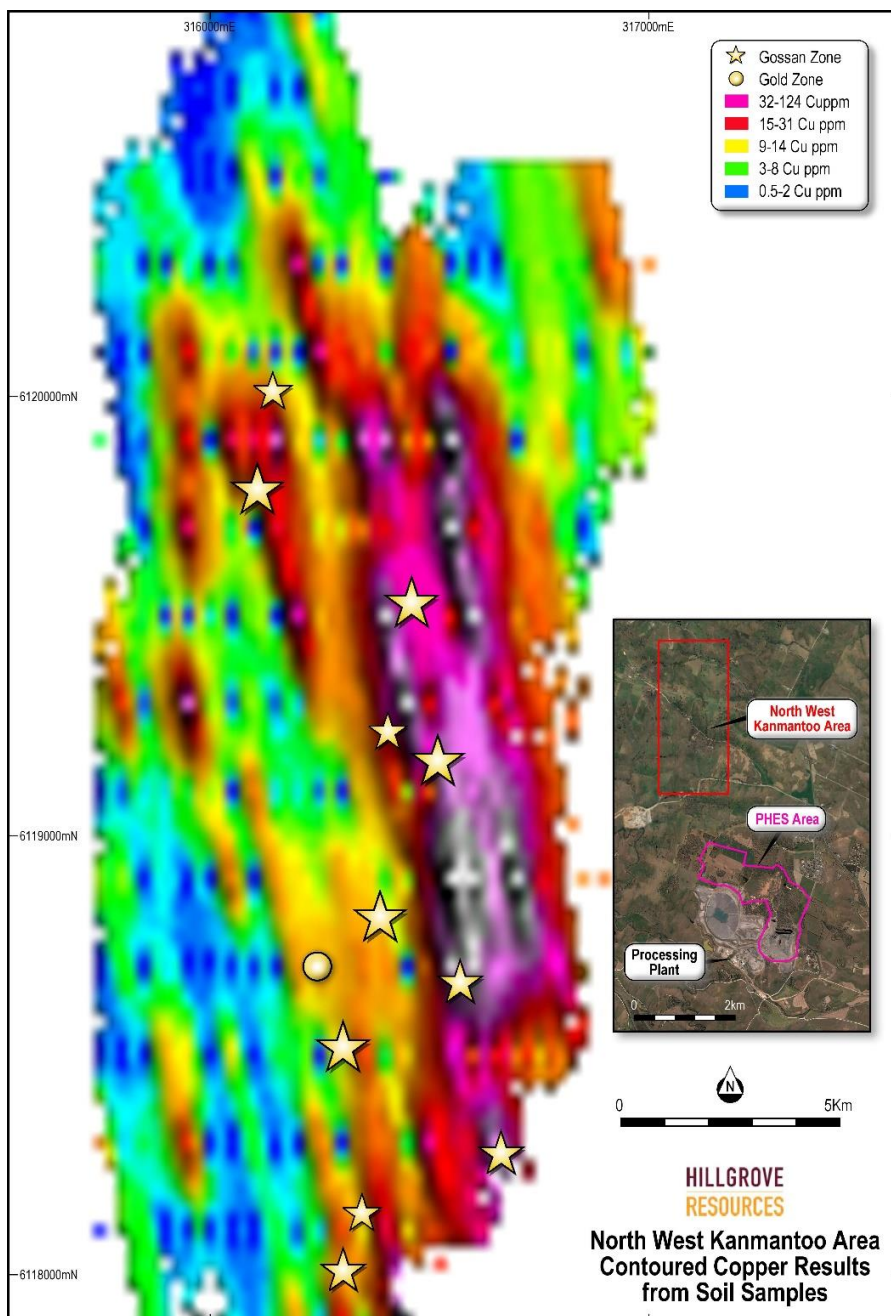 316000mE
317000mE
Gossan Zone
Gold Zone
32-124 Cuppm
15-31 Cu ppm
9-14 Cu ppm
3-8 Cu ppm
0.5-2 Cu ppm
6120000mN
6119000mN
6118000mN
North West
Kanmantoo Area
PHES Area
Processing
Plant
0 2km
N
0 5Km
HILLGROVE
RESOURCES
North West Kanmantoo Area
Contoured Copper Results
from Soil Samples